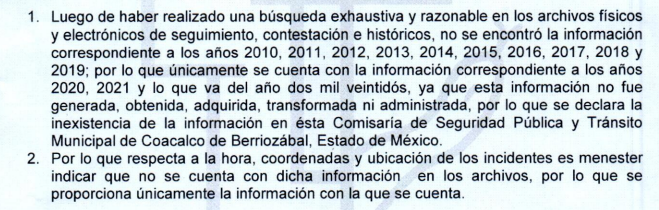 1. Luego de haber realizado una búsqueda exhaustiva y razonable en los archivos físicos
y electrónicos de seguimiento, contestación e históricos, no se encontró la información
correspondiente a los años 2010, 2011, 2012, 2013, 2014, 2015, 2016, 2017, 2018 y
2019; por lo que únicamente se cuenta con la información correspondiente a los años
2020, 2021 y lo que va del año dos mil veintidós, ya que esta información no fue
generada, obtenida, adquirida, transformada ni administrada, por lo que se declara la
inexistencia de la información en ésta Comisaría de Seguridad Pública y Tránsito
Municipal de Coacalco de Berriozábal, Estado de México.
2. Por lo que respecta a la hora, coordenadas y ubicación de los incidentes es menester
indicar que no se cuenta con dicha información en los archivos, por lo que se
proporciona únicamente la información con la que se cuenta.